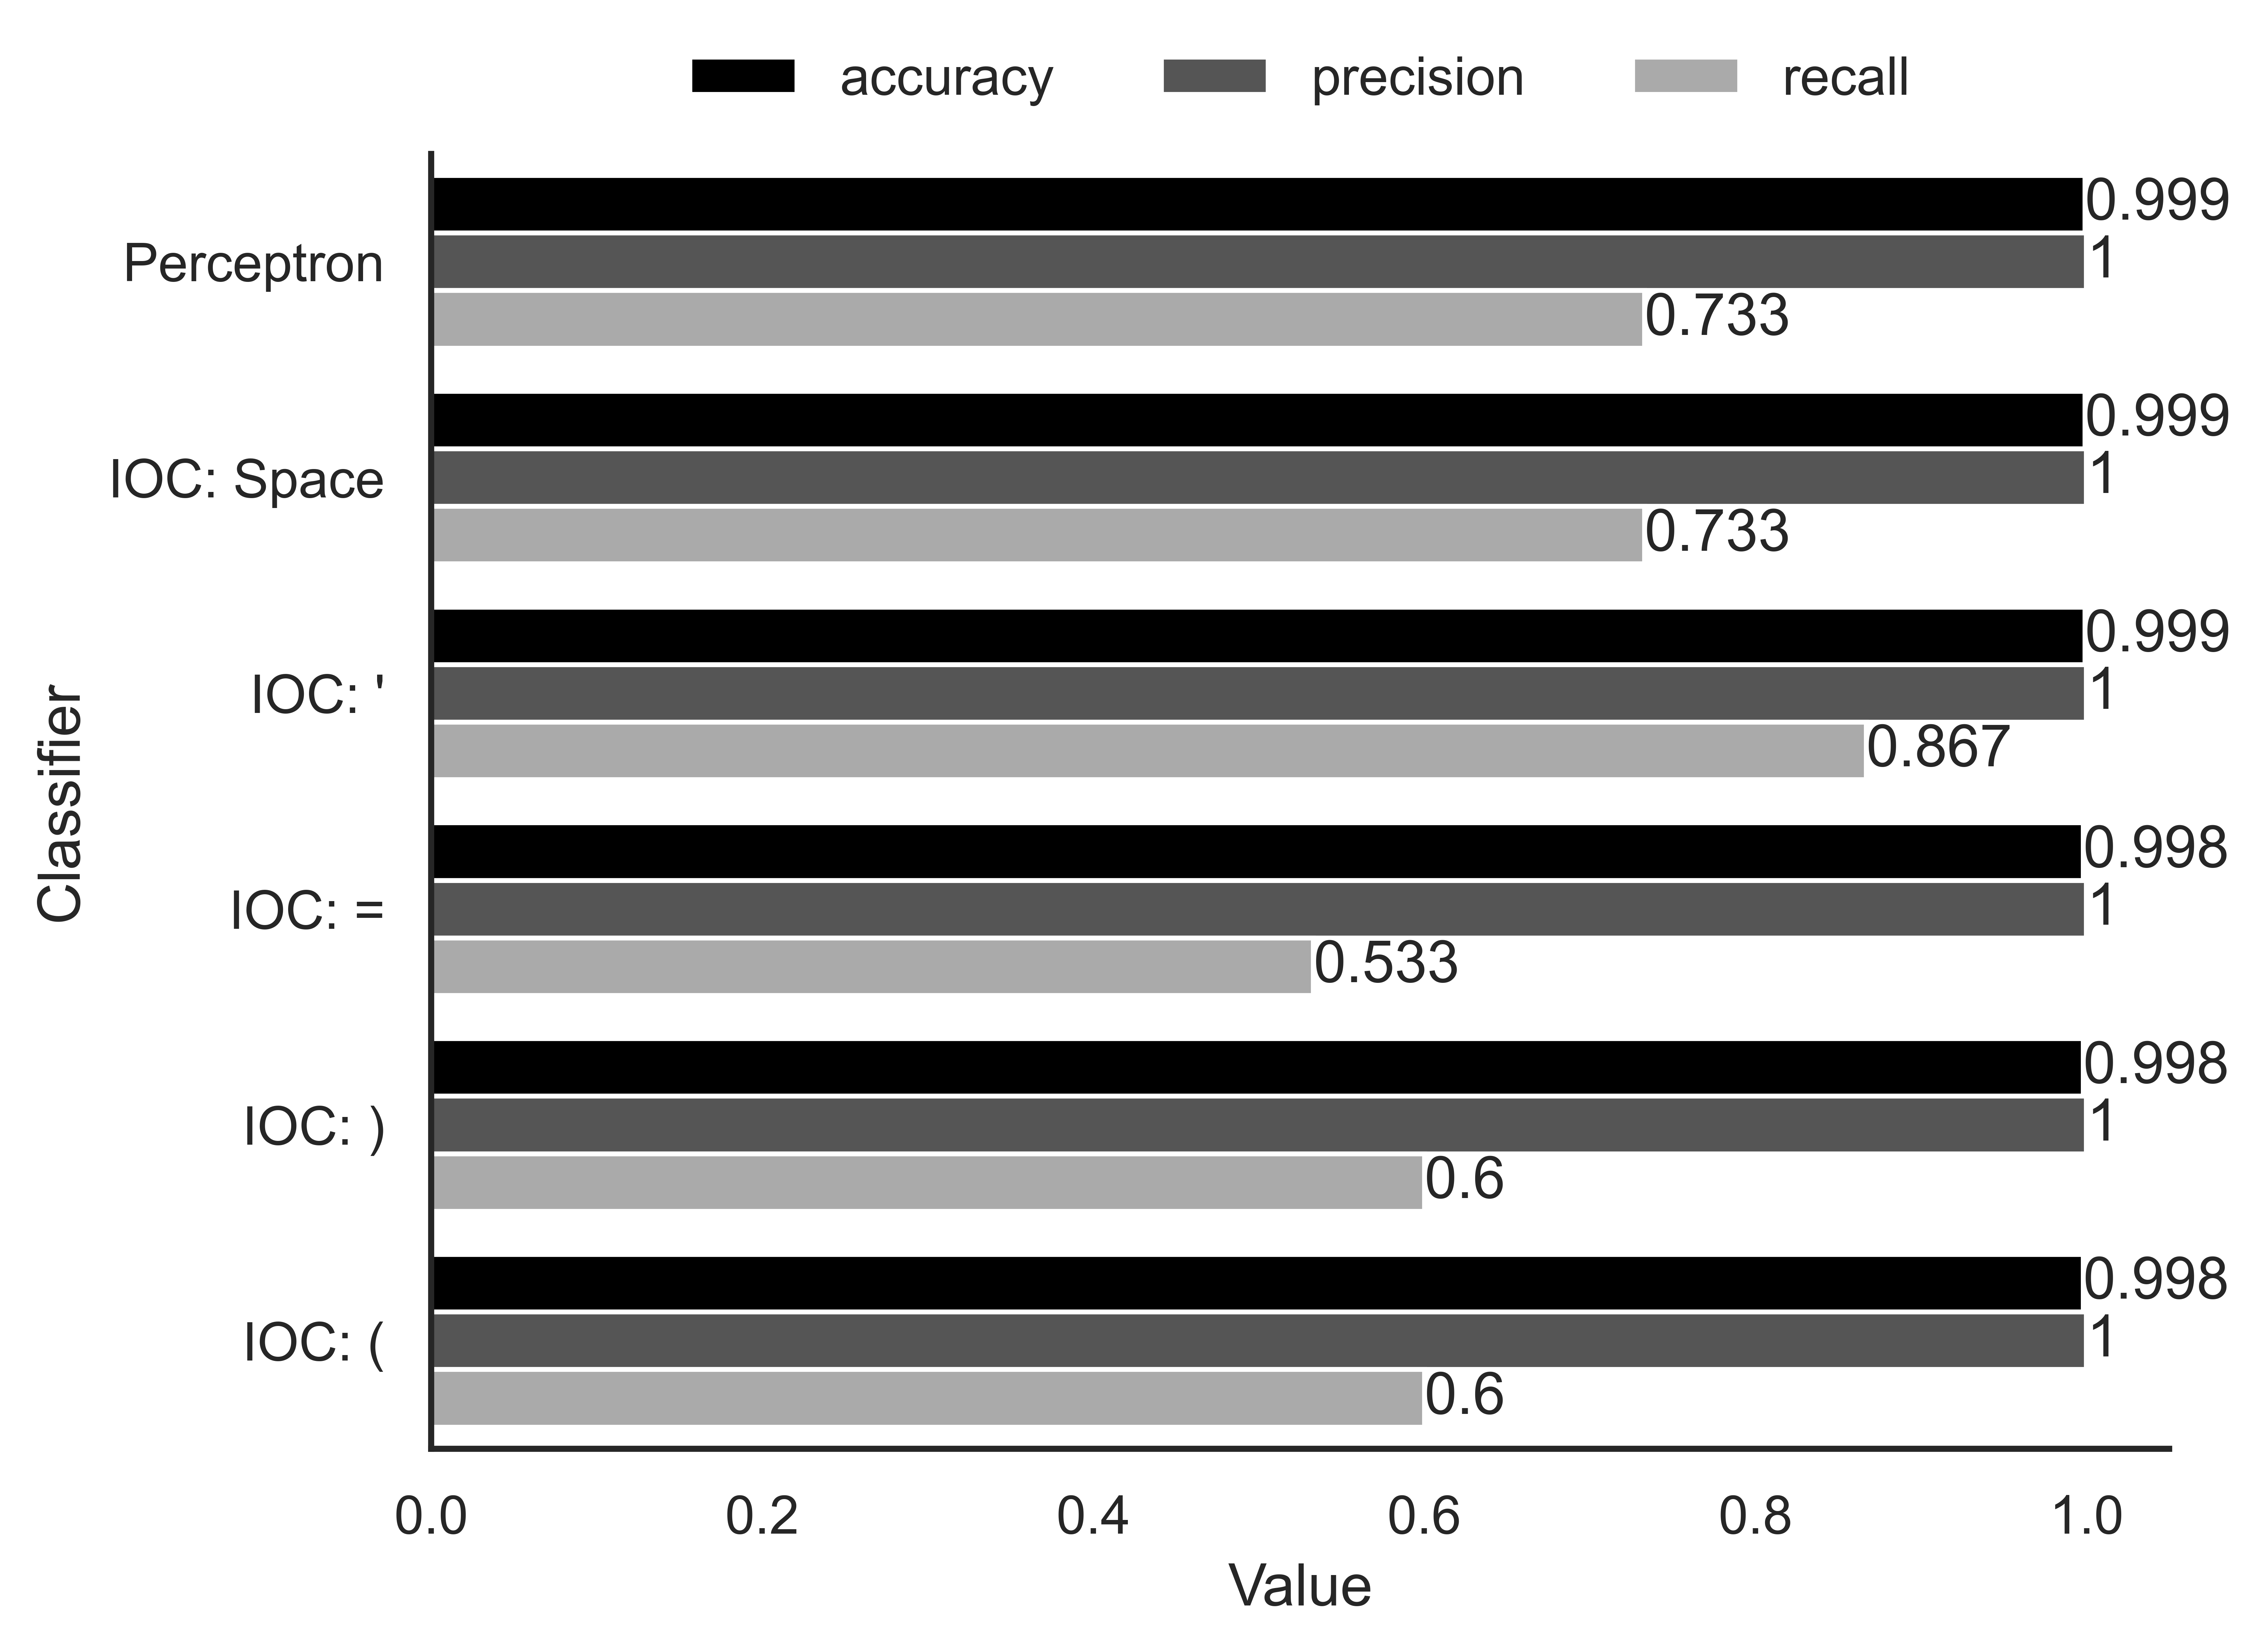 accuracy precision recall
Perceptron
0.999
1
0.733
IOC: Space
0.999
1
0.733
IOC: '
0.999
1
0.867
IOC: =
0.998
1
0.533
IOC: )
0.998
1
0.6
IOC: (
0.998
1
0.6
Classifier
0.0 0.2 0.4 0.6 0.8 1.0
Value